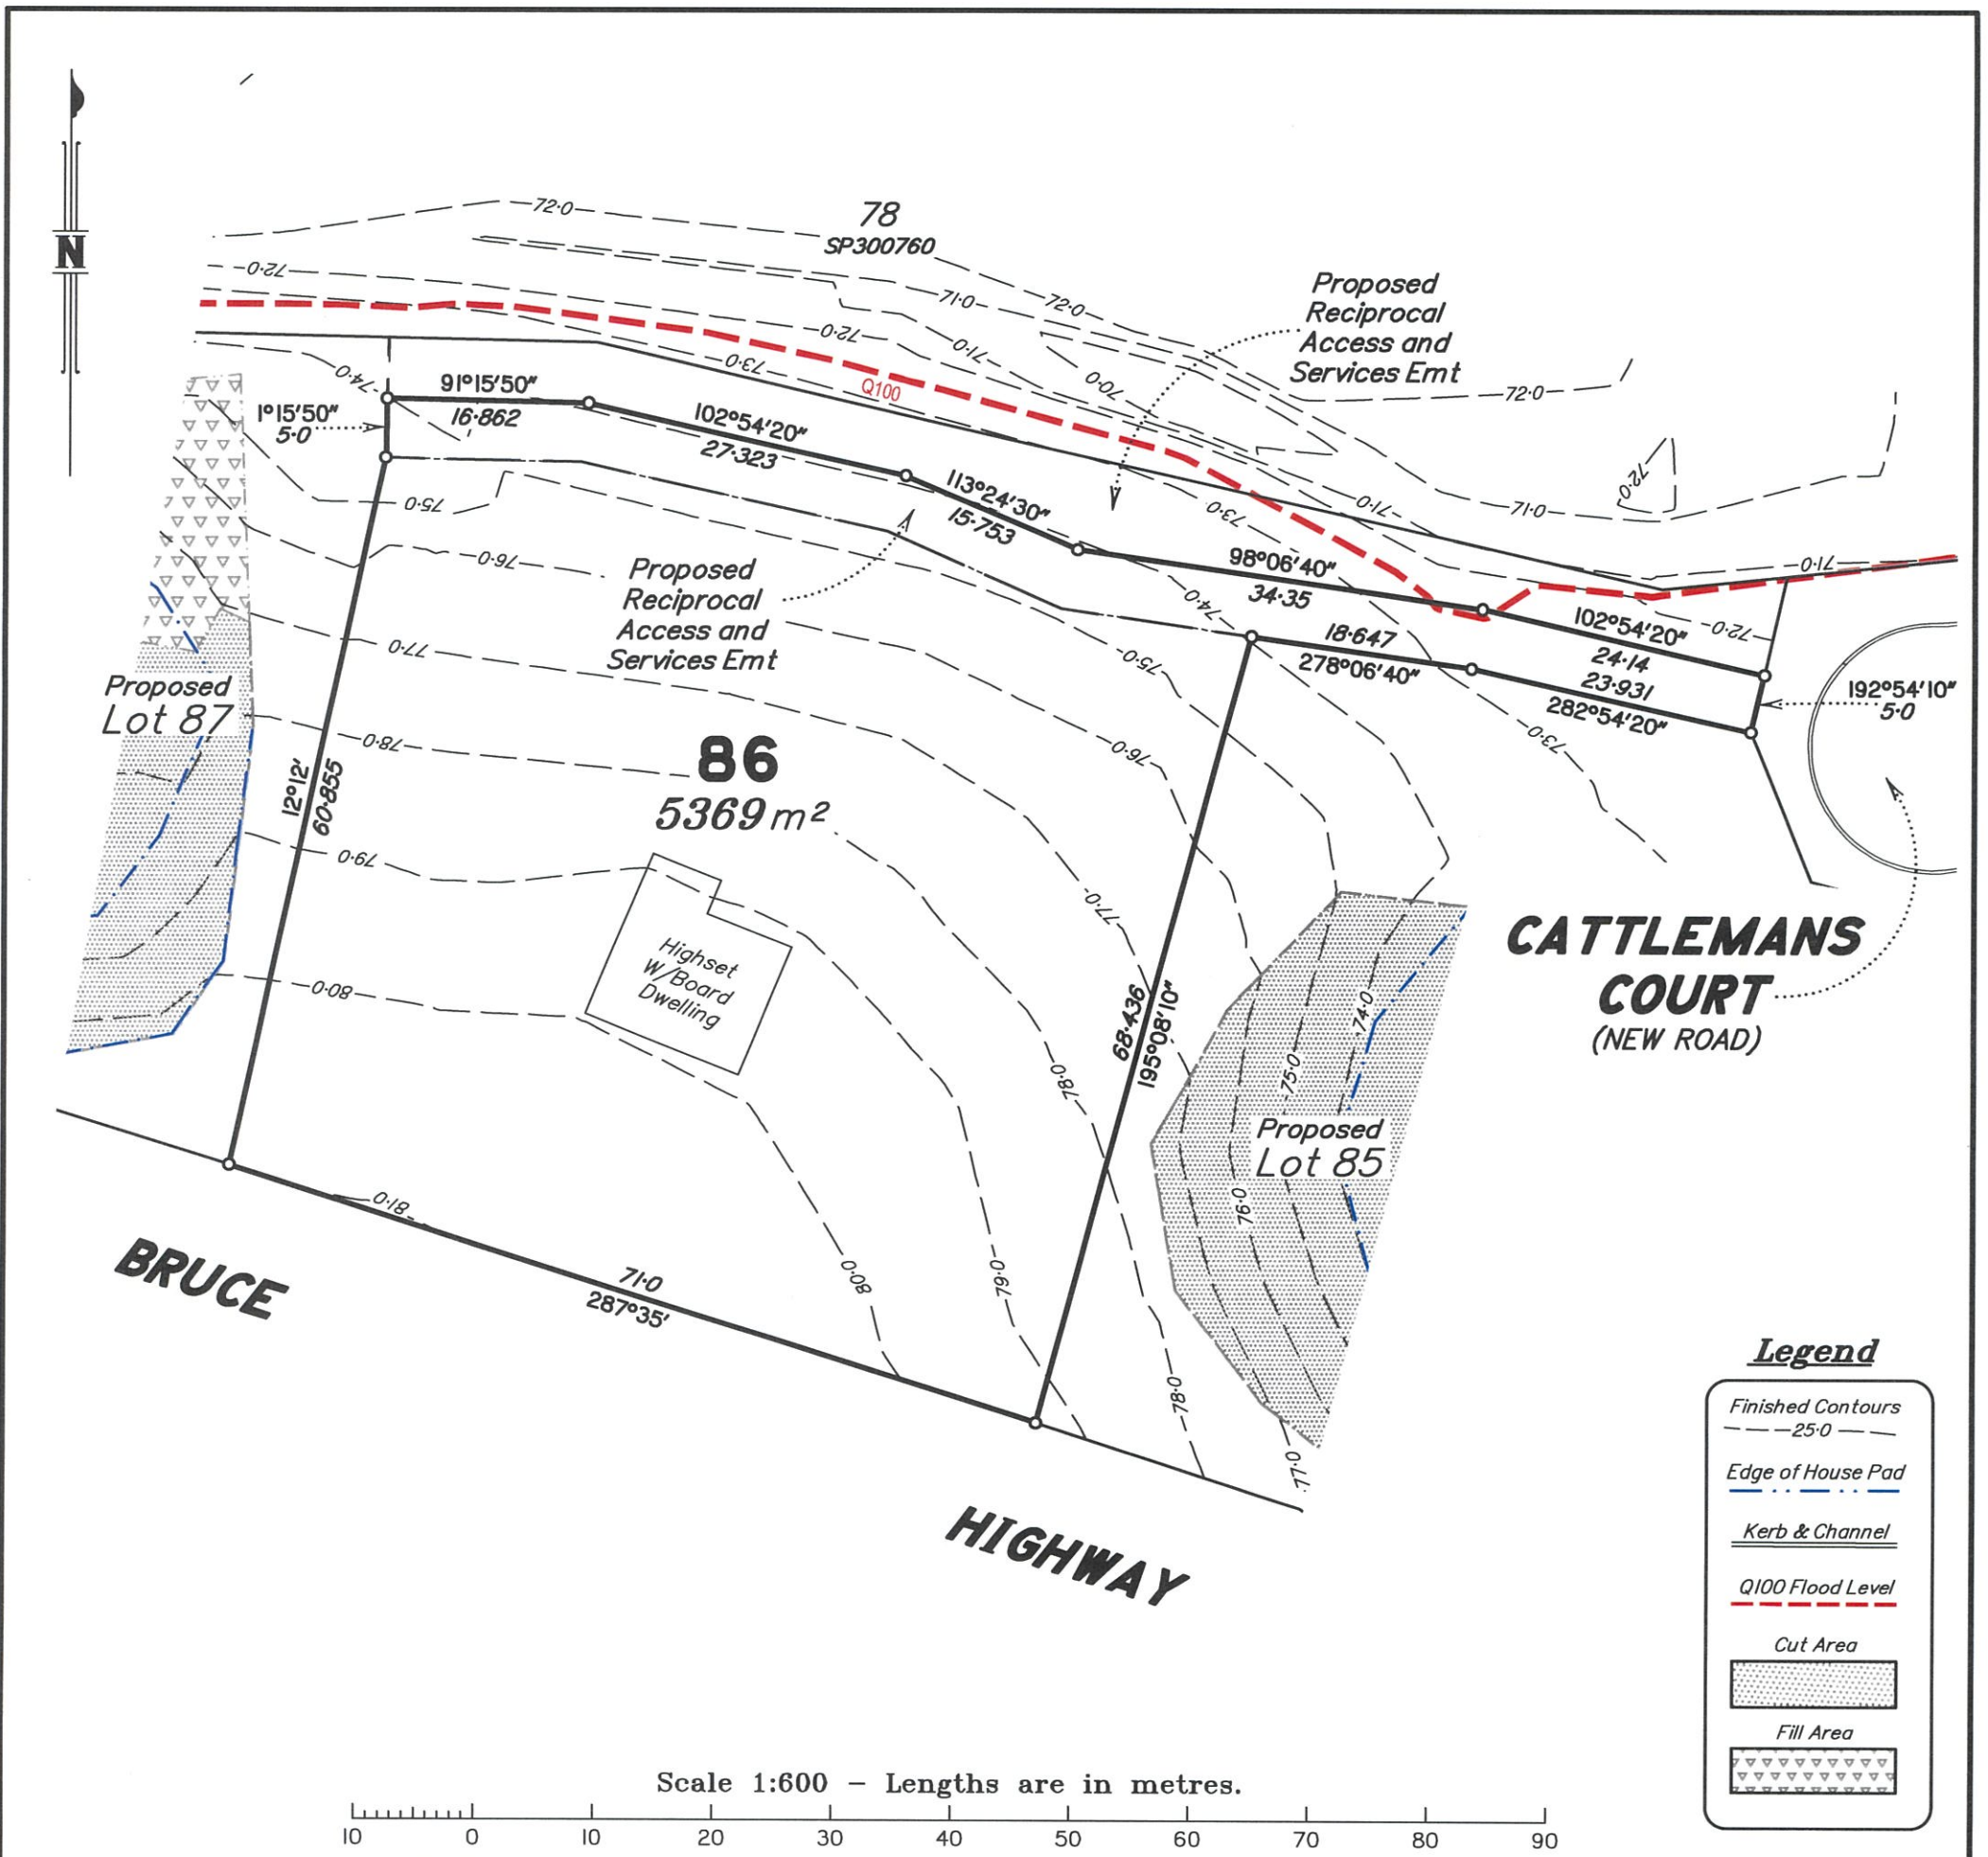 N
72·0
78
SP300760
72·0
71·0
72·0
72·0
71·0
73·0
70·0
Q100
Proposed
Reciprocal
Access and
Services Emt
72·0
72·0
71·0
71·0
71·0
74·0
91°15'50"
16·862
1°15'50"
5·0
102°54'20"
27·323
113°24'30"
15·753
73·0
98°06'40"
34·35
102°54'20"
24·14
23·931
282°54'20"
72·0
75·0
76·0
Proposed
Reciprocal
Access and
Services Emt
74·0
18·647
278°06'40"
192°54'10"
5·0
77·0
75·0
73·0
Proposed
Lot 87
78·0
76·0
86
5369 m²
12°12'
60·855
79·0
77·0
Highset
W/Board
Dwelling
80·0
CATTLEMANS
COURT
(NEW ROAD)
68·436
195°08'10"
74·0
75·0
78·0
Proposed
Lot 85
76·0
81·0
BRUCE
71·0
287°35'
80·0
79·0
78·0
77·0
HIGHWAY
Legend
Finished Contours
25·0
Edge of House Pad
Kerb & Channel
Q100 Flood Level
Cut Area
Fill Area
Scale 1:600 – Lengths are in metres.
10 0 10 20 30 40 50 60 70 80 90